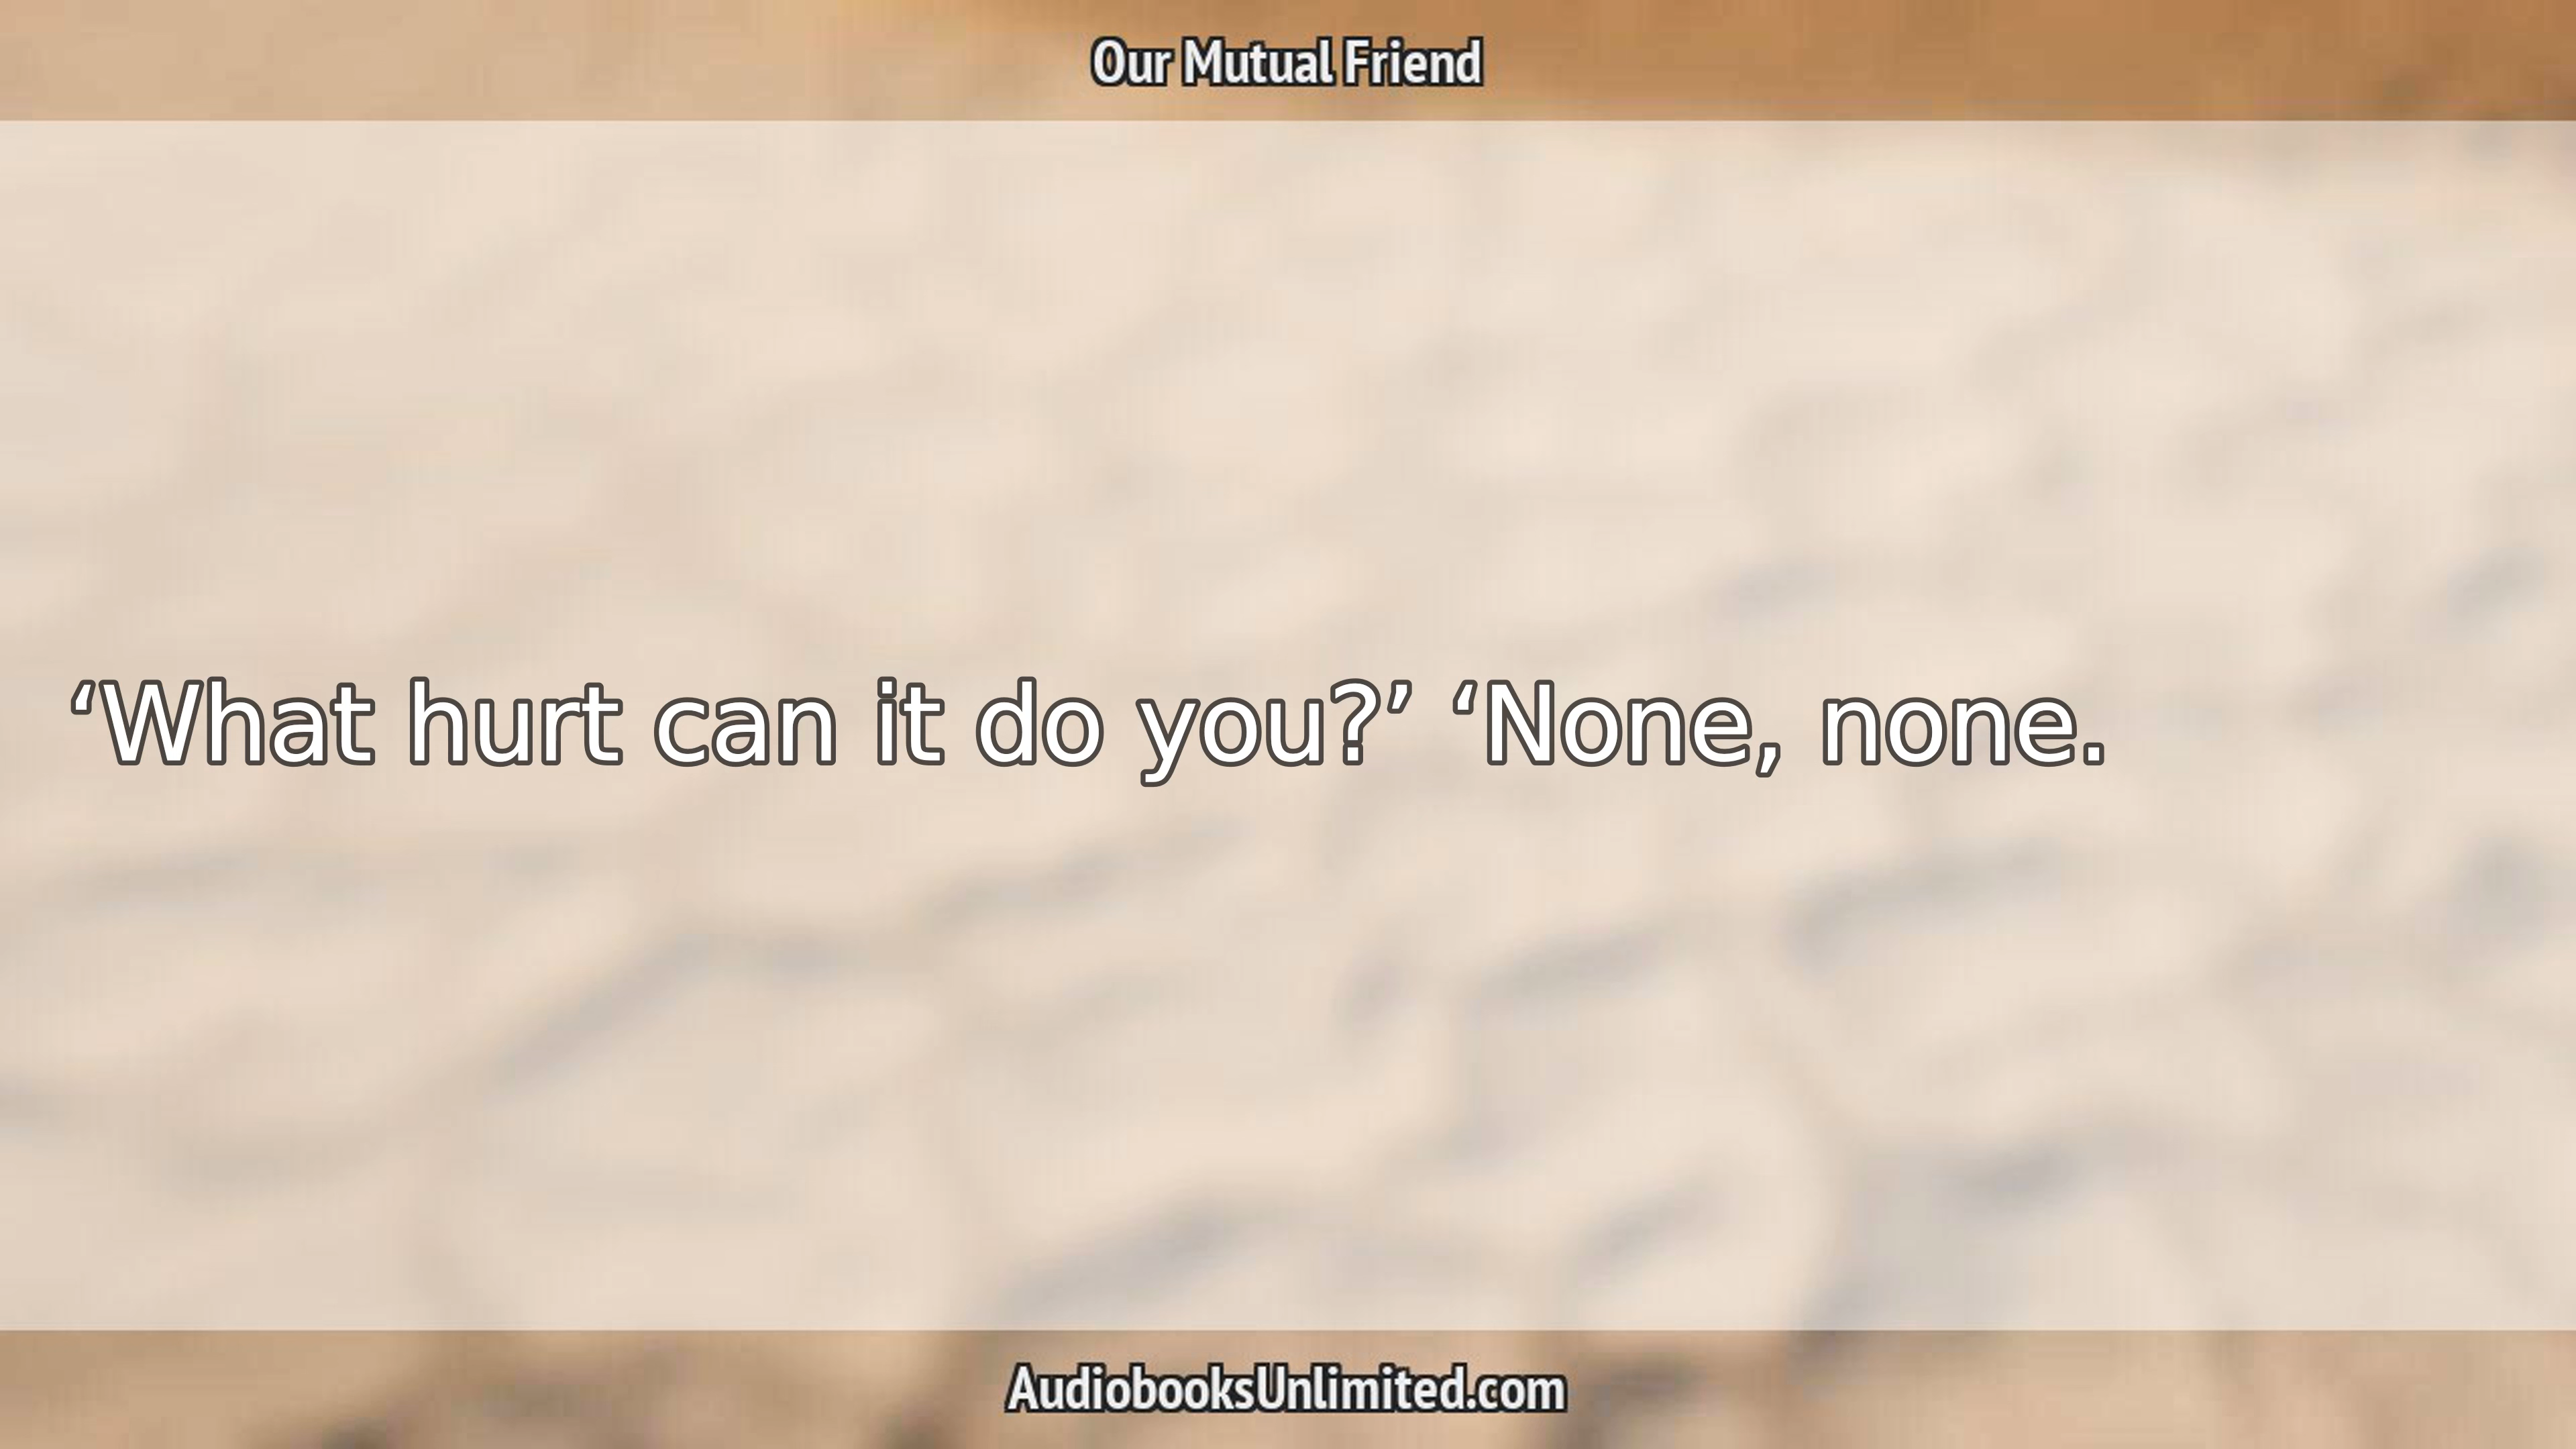 Our Mutual Friend
‘What hurt can it do you?’ ‘None, none.
AudiobooksUnlimited.com